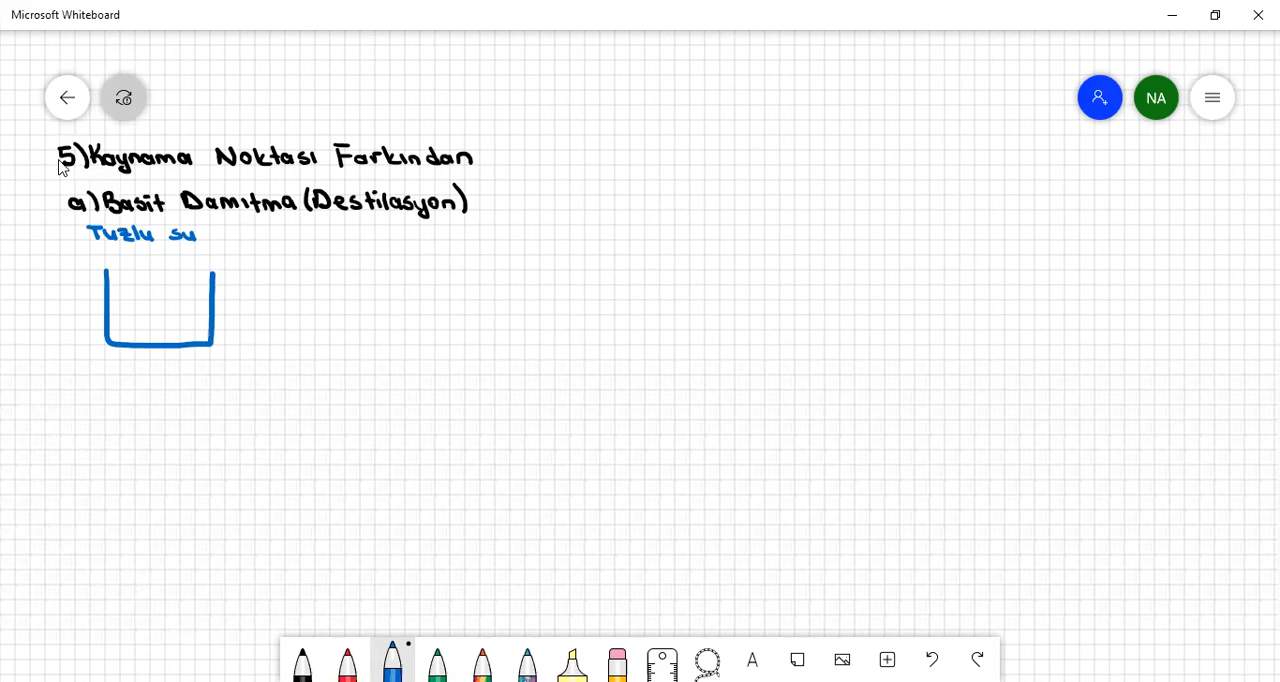 Microsoft Whiteboard
NA
5)Kaynama Noktası Farkından
a)Basit Damıtma(Destilasyon)
Tuzlu su
A